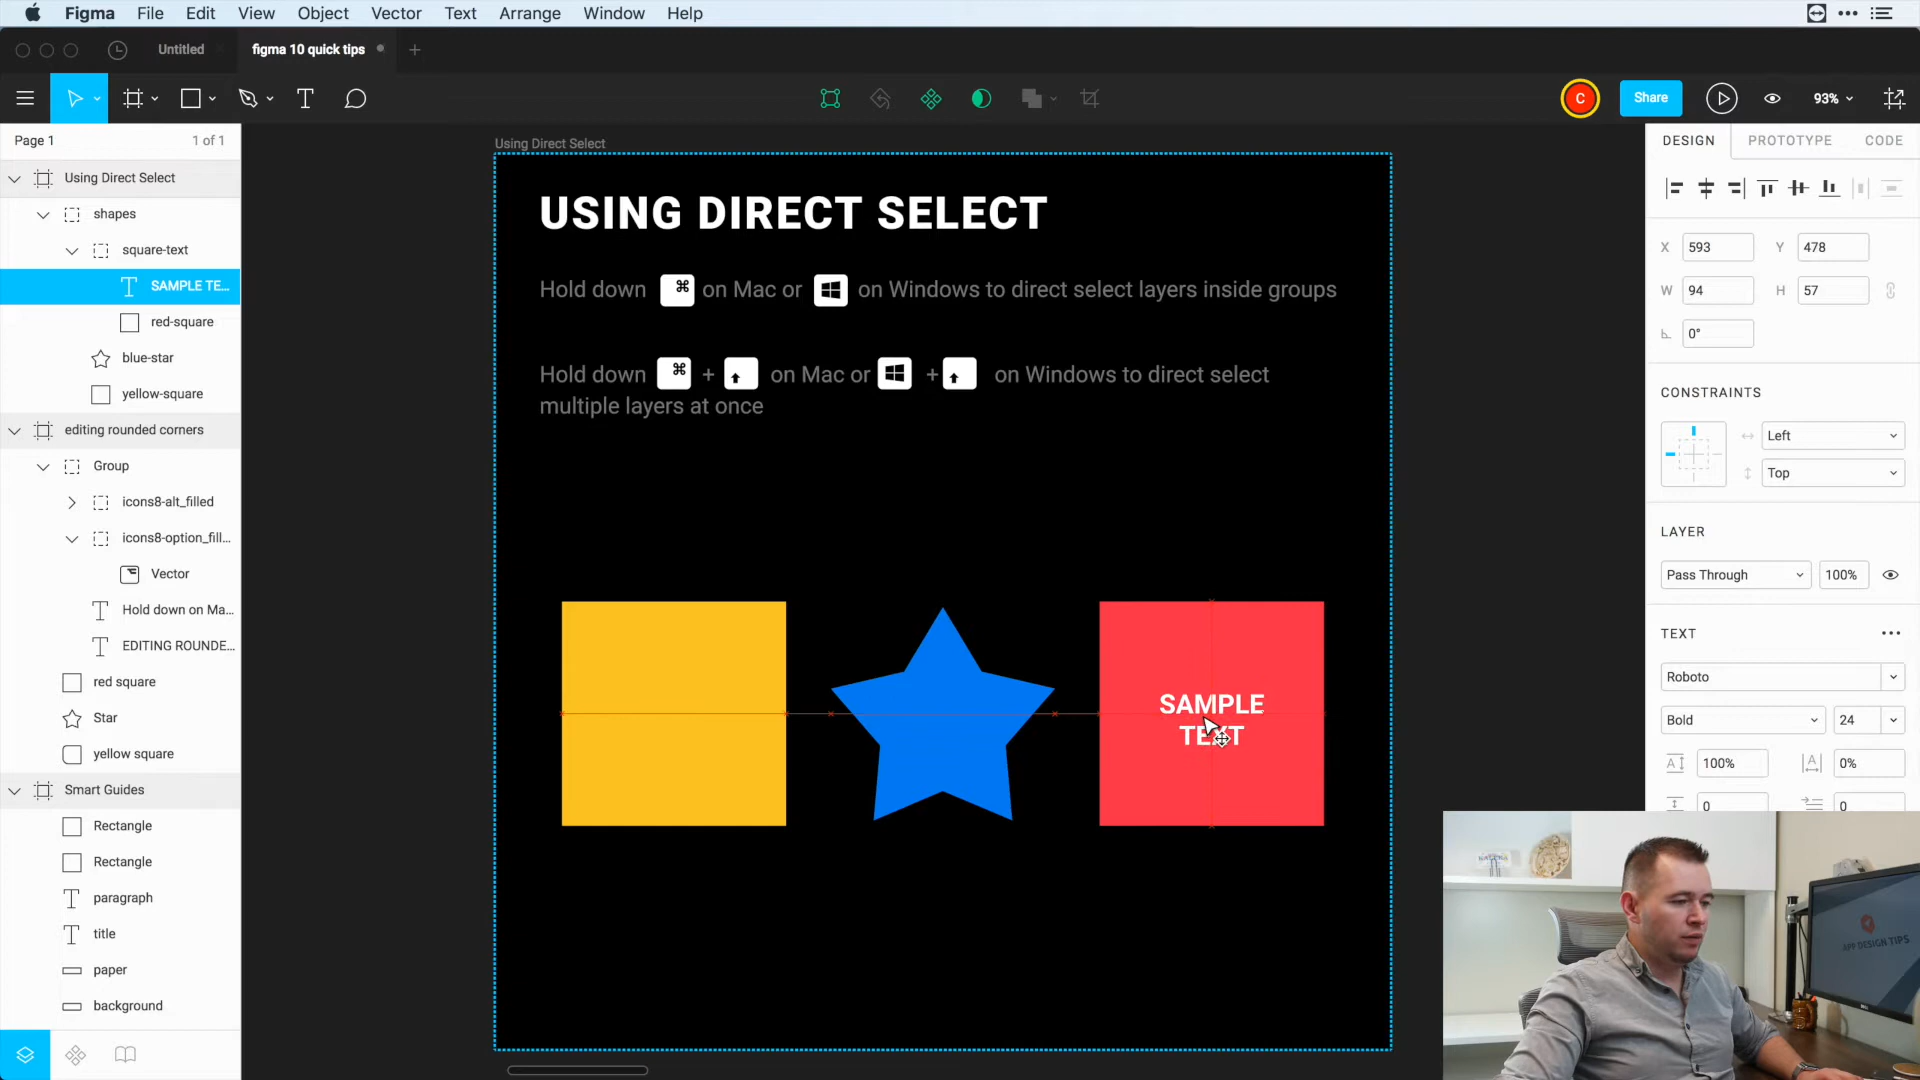 Figma File Edit View Object Vector Text Arrange Window Help
Untitled figma 10 quick tips
C Share 93%
Page 1 1 of 1
Using Direct Select
shapes
square-text
SAMPLE TE...
red-square
blue-star
yellow-square
editing rounded corners
Group
icons8-alt_filled
icons8-option_fill...
Vector
Hold down on Ma...
EDITING ROUNDE...
red square
Star
yellow square
Smart Guides
Rectangle
Rectangle
paragraph
title
paper
background
Using Direct Select
USING DIRECT SELECT
Hold down ⌘ on Mac or on Windows to direct select layers inside groups
Hold down ⌘ + on Mac or + on Windows to direct select
multiple layers at once
SAMPLE
TEXT
DESIGN PROTOTYPE CODE
X 593 Y 478
W 94 H 57
0°
CONSTRAINTS
Left
Top
LAYER
Pass Through 100%
TEXT
Roboto
Bold 24
100% 0%
0 0
APP DESIGN TIPS